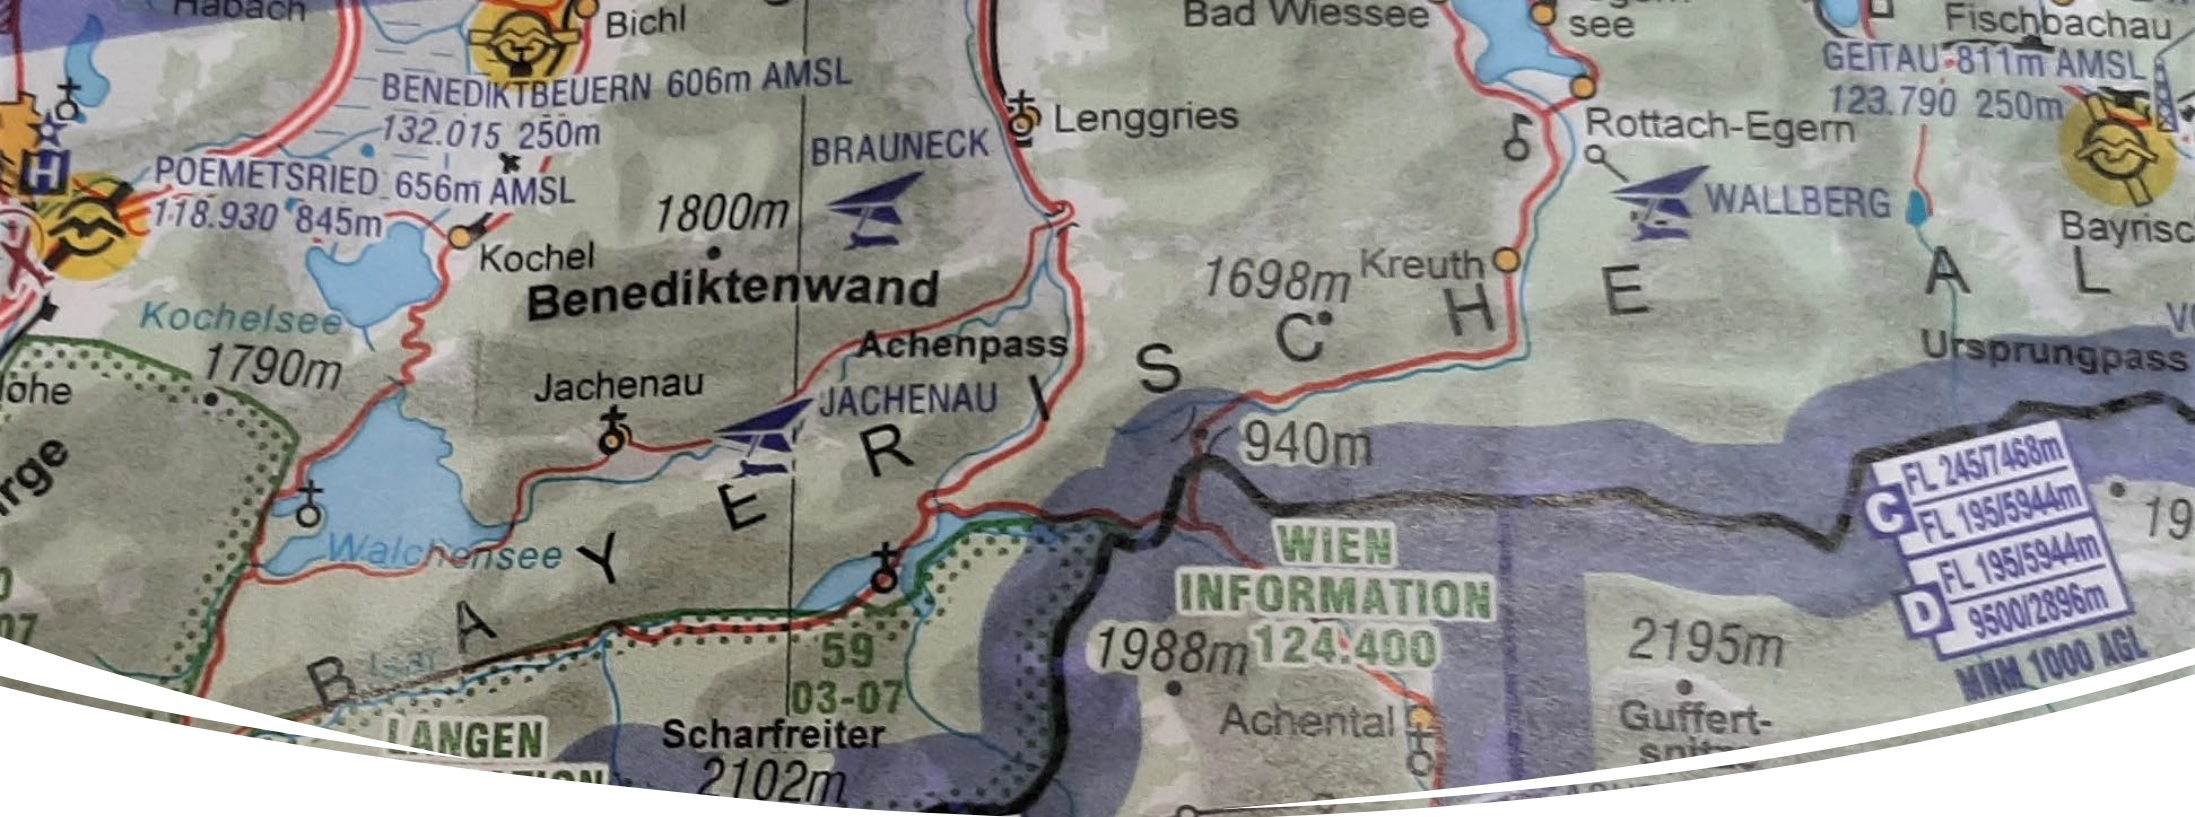 Habach
Bichl
Bad Wiessee
see
Fischbachau
BENEDIKTBEUERN 606m AMSL
132.015 250m
GEITAU 811m AMSL
123.790 250m
BRAUNECK
Lenggries
Rottach-Egern
POEMETSRIED 656m AMSL
118.930 845m
1800m
WALLBERG
Kochel
Benediktenwand
1698m
Kreuth
Bayrisc
Kochelsee
1790m
Achenpass
Ursprungpass
Jachenau
JACHENAU
940m
B A Y E R I S C H E A L
Walchensee
Isar
WIEN
INFORMATION
124.400
C FL 245/7468m
FL 195/5944m
D FL 195/5944m
9500/2896m
MNM 1000 AGL
19
59
03-07
1988m
2195m
LANGEN
Scharfreiter
2102m
Achental
Guffert-